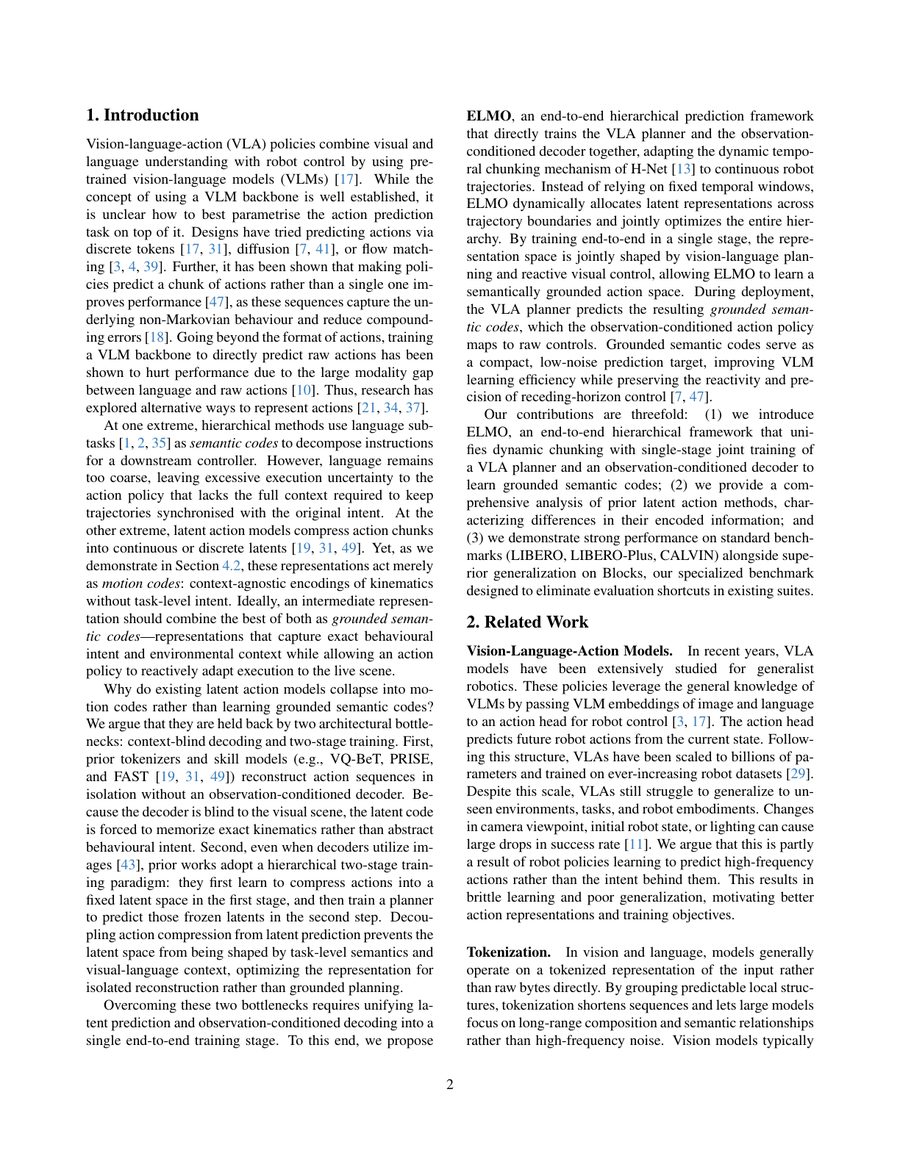 1. Introduction
Vision-language-action (VLA) policies combine visual and
language understanding with robot control by using pre-
trained vision-language models (VLMs) [17]. While the
concept of using a VLM backbone is well established, it
is unclear how to best parametrise the action prediction
task on top of it. Designs have tried predicting actions via
discrete tokens [17, 31], diffusion [7, 41], or flow match-
ing [3, 4, 39]. Further, it has been shown that making poli-
cies predict a chunk of actions rather than a single one im-
proves performance [47], as these sequences capture the un-
derlying non-Markovian behaviour and reduce compound-
ing errors [18]. Going beyond the format of actions, training
a VLM backbone to directly predict raw actions has been
shown to hurt performance due to the large modality gap
between language and raw actions [10]. Thus, research has
explored alternative ways to represent actions [21, 34, 37].
At one extreme, hierarchical methods use language sub-
tasks [1, 2, 35] as semantic codes to decompose instructions
for a downstream controller. However, language remains
too coarse, leaving excessive execution uncertainty to the
action policy that lacks the full context required to keep
trajectories synchronised with the original intent. At the
other extreme, latent action models compress action chunks
into continuous or discrete latents [19, 31, 49]. Yet, as we
demonstrate in Section 4.2, these representations act merely
as motion codes: context-agnostic encodings of kinematics
without task-level intent. Ideally, an intermediate represen-
tation should combine the best of both as grounded seman-
tic codes—representations that capture exact behavioural
intent and environmental context while allowing an action
policy to reactively adapt execution to the live scene.
Why do existing latent action models collapse into mo-
tion codes rather than learning grounded semantic codes?
We argue that they are held back by two architectural bottle-
necks: context-blind decoding and two-stage training. First,
prior tokenizers and skill models (e.g., VQ-BeT, PRISE,
and FAST [19, 31, 49]) reconstruct action sequences in
isolation without an observation-conditioned decoder. Be-
cause the decoder is blind to the visual scene, the latent code
is forced to memorize exact kinematics rather than abstract
behavioural intent. Second, even when decoders utilize im-
ages [43], prior works adopt a hierarchical two-stage train-
ing paradigm: they first learn to compress actions into a
fixed latent space in the first stage, and then train a planner
to predict those frozen latents in the second step. Decou-
pling action compression from latent prediction prevents the
latent space from being shaped by task-level semantics and
visual-language context, optimizing the representation for
isolated reconstruction rather than grounded planning.
Overcoming these two bottlenecks requires unifying la-
tent prediction and observation-conditioned decoding into a
single end-to-end training stage. To this end, we propose
ELMO, an end-to-end hierarchical prediction framework
that directly trains the VLA planner and the observation-
conditioned decoder together, adapting the dynamic tempo-
ral chunking mechanism of H-Net [13] to continuous robot
trajectories. Instead of relying on fixed temporal windows,
ELMO dynamically allocates latent representations across
trajectory boundaries and jointly optimizes the entire hier-
archy. By training end-to-end in a single stage, the repre-
sentation space is jointly shaped by vision-language plan-
ning and reactive visual control, allowing ELMO to learn a
semantically grounded action space. During deployment,
the VLA planner predicts the resulting grounded seman-
tic codes, which the observation-conditioned action policy
maps to raw controls. Grounded semantic codes serve as
a compact, low-noise prediction target, improving VLM
learning efficiency while preserving the reactivity and pre-
cision of receding-horizon control [7, 47].
Our contributions are threefold: (1) we introduce
ELMO, an end-to-end hierarchical framework that uni-
fies dynamic chunking with single-stage joint training of
a VLA planner and an observation-conditioned decoder to
learn grounded semantic codes; (2) we provide a com-
prehensive analysis of prior latent action methods, char-
acterizing differences in their encoded information; and
(3) we demonstrate strong performance on standard bench-
marks (LIBERO, LIBERO-Plus, CALVIN) alongside supe-
rior generalization on Blocks, our specialized benchmark
designed to eliminate evaluation shortcuts in existing suites.
2. Related Work
Vision-Language-Action Models. In recent years, VLA
models have been extensively studied for generalist
robotics. These policies leverage the general knowledge of
VLMs by passing VLM embeddings of image and language
to an action head for robot control [3, 17]. The action head
predicts future robot actions from the current state. Follow-
ing this structure, VLAs have been scaled to billions of pa-
rameters and trained on ever-increasing robot datasets [29].
Despite this scale, VLAs still struggle to generalize to un-
seen environments, tasks, and robot embodiments. Changes
in camera viewpoint, initial robot state, or lighting can cause
large drops in success rate [11]. We argue that this is partly
a result of robot policies learning to predict high-frequency
actions rather than the intent behind them. This results in
brittle learning and poor generalization, motivating better
action representations and training objectives.
Tokenization. In vision and language, models generally
operate on a tokenized representation of the input rather
than raw bytes directly. By grouping predictable local struc-
tures, tokenization shortens sequences and lets large models
focus on long-range composition and semantic relationships
rather than high-frequency noise. Vision models typically
2